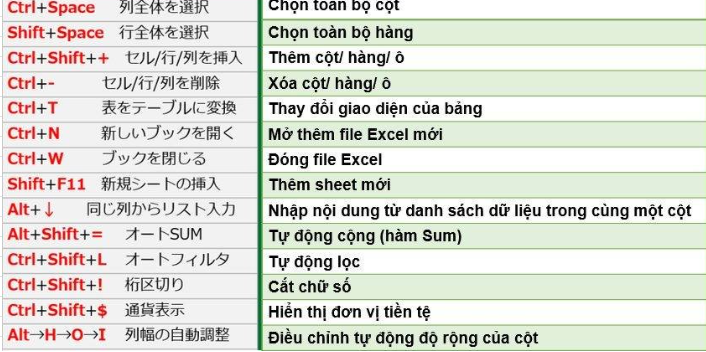 Ctrl+Space 列全体を選択 Chọn toàn bộ cột
Shift+Space 行全体を選択 Chọn toàn bộ hàng
Ctrl+Shift++ セル/行/列を挿入 Thêm cột/ hàng/ ô
Ctrl+- セル/行/列を削除 Xóa cột/ hàng/ ô
Ctrl+T 表をテーブルに変換 Thay đổi giao diện của bảng
Ctrl+N 新しいブックを開く Mở thêm file Excel mới
Ctrl+W ブックを閉じる Đóng file Excel
Shift+F11 新規シートの挿入 Thêm sheet mới
Alt+↓ 同じ列からリスト入力 Nhập nội dung từ danh sách dữ liệu trong cùng một cột
Alt+Shift+= オートSUM Tự động cộng (hàm Sum)
Ctrl+Shift+L オートフィルタ Tự động lọc
Ctrl+Shift+! 桁区切り Cắt chữ số
Ctrl+Shift+$ 通貨表示 Hiển thị đơn vị tiền tệ
Alt→H→O→I 列幅の自動調整 Điều chỉnh tự động độ rộng của cột